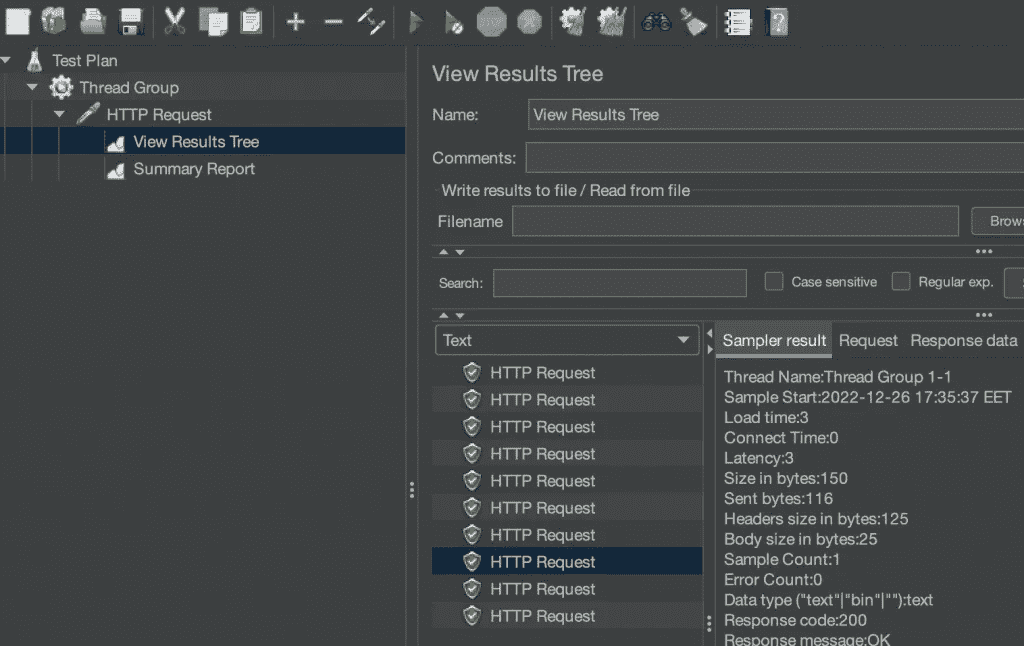 Test Plan
Thread Group
HTTP Request
View Results Tree
Summary Report
View Results Tree
Name: View Results Tree
Comments:
Write results to file / Read from file
Filename
Brows
Search: Case sensitive Regular exp.
Text
HTTP Request
HTTP Request
HTTP Request
HTTP Request
HTTP Request
HTTP Request
HTTP Request
HTTP Request
HTTP Request
HTTP Request
Sampler result Request Response data
Thread Name:Thread Group 1-1
Sample Start:2022-12-26 17:35:37 EET
Load time:3
Connect Time:0
Latency:3
Size in bytes:150
Sent bytes:116
Headers size in bytes:125
Body size in bytes:25
Sample Count:1
Error Count:0
Data type ("text"|"bin"|""):text
Response code:200
Response message:OK